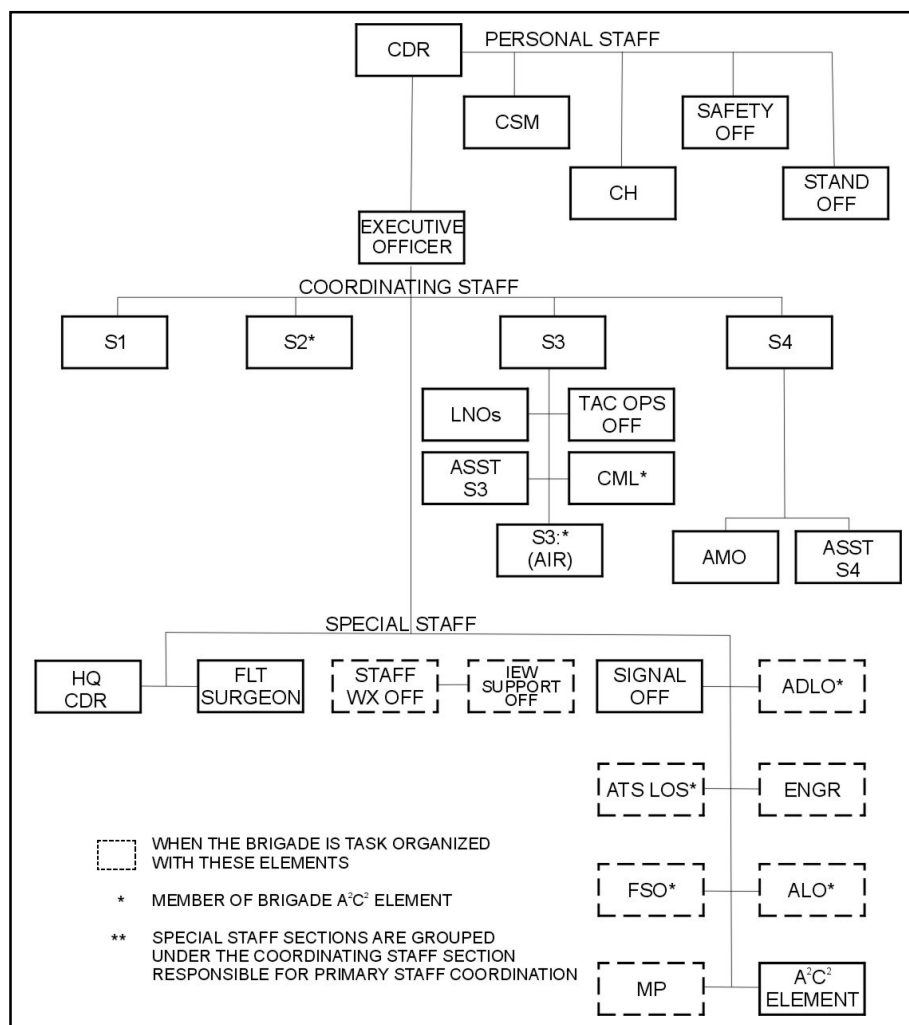 CDR
PERSONAL STAFF
CSM
SAFETY
OFF
CH
STAND
OFF
EXECUTIVE
OFFICER
COORDINATING STAFF
S1
S2*
S3
S4
LNOs
TAC OPS
OFF
ASST
S3
CML*
S3:*
(AIR)
AMO
ASST
S4
SPECIAL STAFF
HQ
CDR
FLT
SURGEON
STAFF
WX OFF
IEW
SUPPORT
OFF
SIGNAL
OFF
ADLO*
ATS LOS*
ENGR
FSO*
ALO*
MP
A²C²
ELEMENT
WHEN THE BRIGADE IS TASK ORGANIZED
WITH THESE ELEMENTS
* MEMBER OF BRIGADE A²C² ELEMENT
** SPECIAL STAFF SECTIONS ARE GROUPED
UNDER THE COORDINATING STAFF SECTION
RESPONSIBLE FOR PRIMARY STAFF COORDINATION